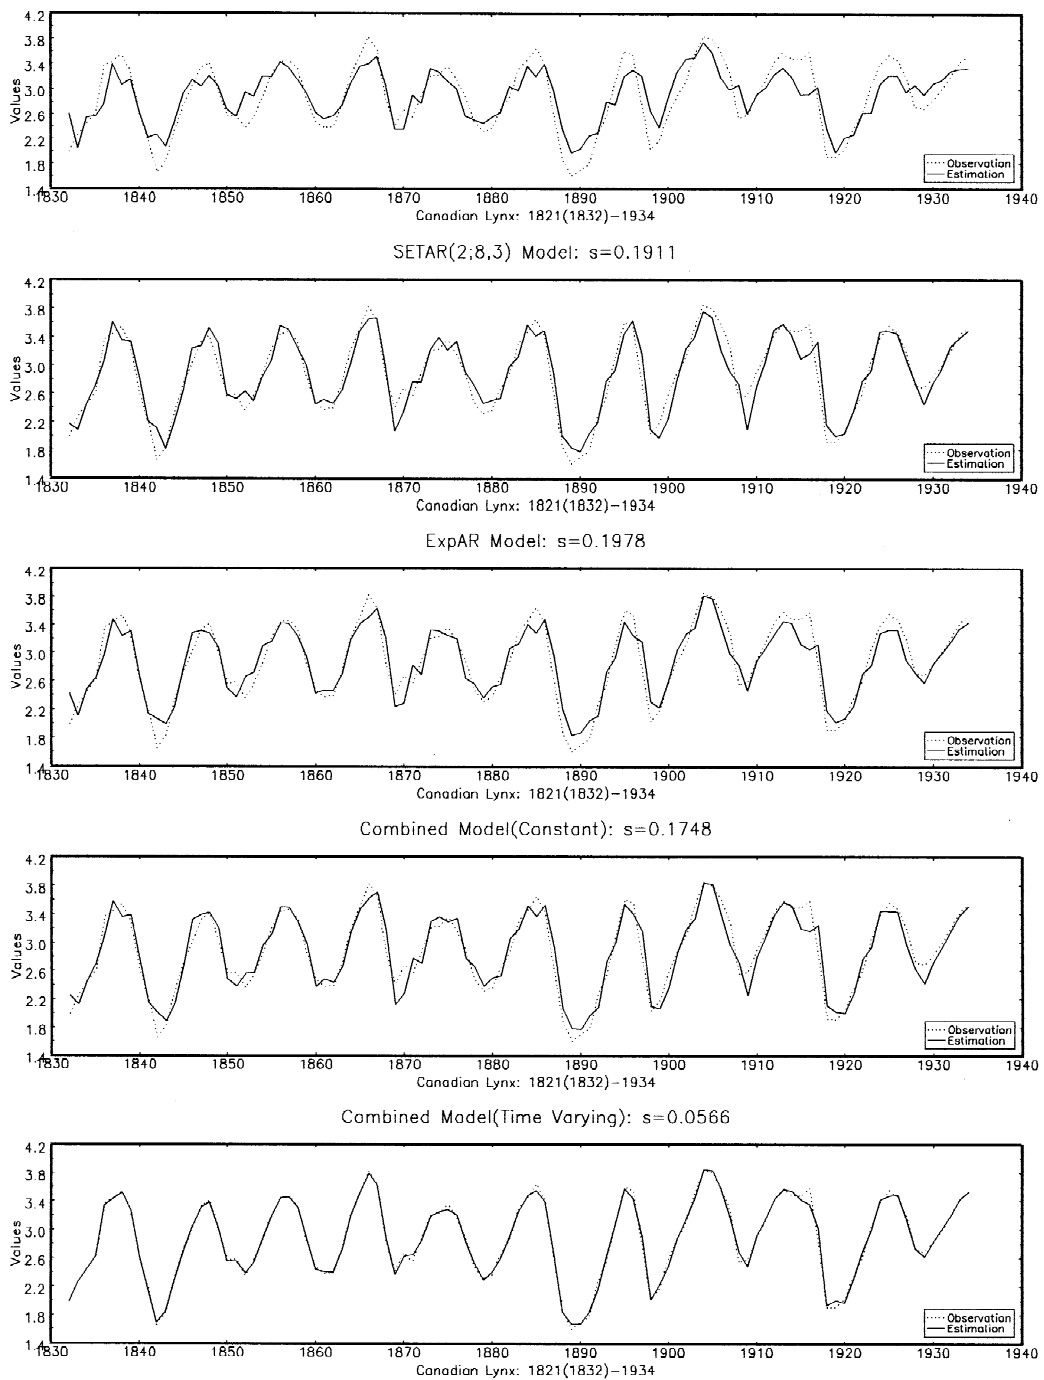 4.2
3.8
3.4
3.0
2.6
2.2
1.8
1.4
Values
Observation
Estimation
1830 1840 1850 1860 1870 1880 1890 1900 1910 1920 1930 1940
Canadian Lynx: 1821(1832)-1934
SETAR(2;8,3) Model: s=0.1911
4.2
3.8
3.4
3.0
2.6
2.2
1.8
1.4
Values
Observation
Estimation
1830 1840 1850 1860 1870 1880 1890 1900 1910 1920 1930 1940
Canadian Lynx: 1821(1832)-1934
ExpAR Model: s=0.1978
4.2
3.8
3.4
3.0
2.6
2.2
1.8
1.4
Values
Observation
Estimation
1830 1840 1850 1860 1870 1880 1890 1900 1910 1920 1930 1940
Canadian Lynx: 1821(1832)-1934
Combined Model(Constant): s=0.1748
4.2
3.8
3.4
3.0
2.6
2.2
1.8
1.4
Values
Observation
Estimation
1830 1840 1850 1860 1870 1880 1890 1900 1910 1920 1930 1940
Canadian Lynx: 1821(1832)-1934
Combined Model(Time Varying): s=0.0566
4.2
3.8
3.4
3.0
2.6
2.2
1.8
1.4
Values
Observation
Estimation
1830 1840 1850 1860 1870 1880 1890 1900 1910 1920 1930 1940
Canadian Lynx: 1821(1832)-1934